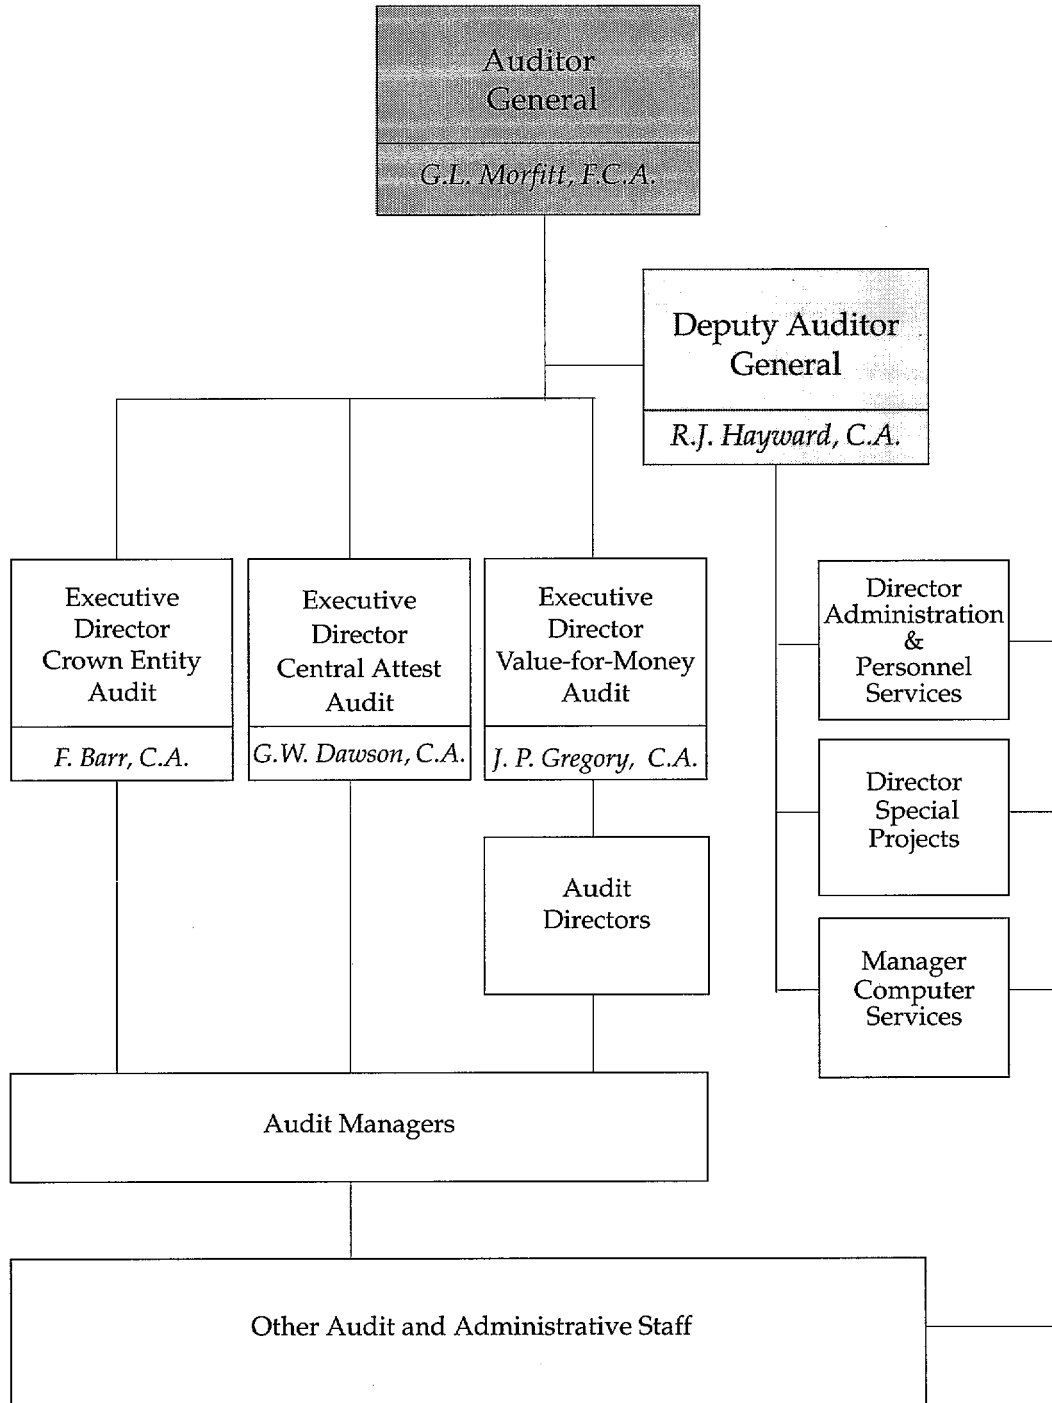 Auditor
General
G.L. Morfitt, F.C.A.
Deputy Auditor
General
R.J. Hayward, C.A.
Executive
Director
Crown Entity
Audit
F. Barr, C.A.
Executive
Director
Central Attest
Audit
G.W. Dawson, C.A.
Executive
Director
Value-for-Money
Audit
J. P. Gregory, C.A.
Director
Administration
&
Personnel
Services
Director
Special
Projects
Audit
Directors
Manager
Computer
Services
Audit Managers
Other Audit and Administrative Staff